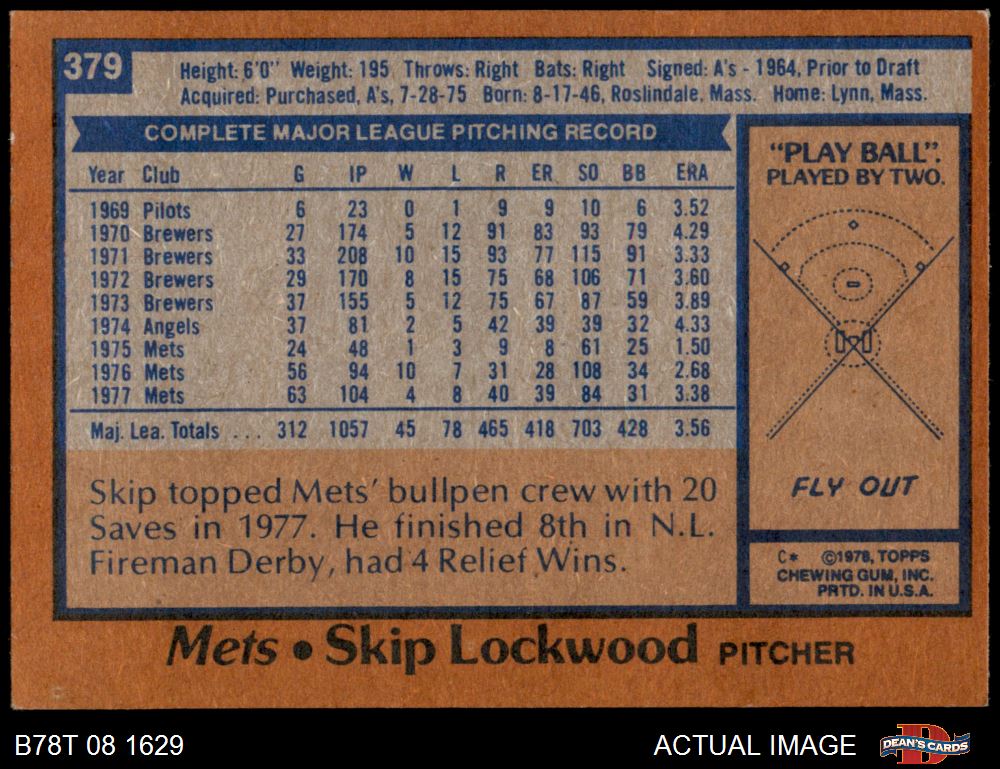 379
Height: 6'0" Weight: 195 Throws: Right Bats: Right Signed: A's - 1964, Prior to Draft
Acquired: Purchased, A's, 7-28-75 Born: 8-17-46, Roslindale, Mass. Home: Lynn, Mass.
COMPLETE MAJOR LEAGUE PITCHING RECORD
Year Club G IP W L R ER SO BB ERA
1969 Pilots 6 23 0 1 9 9 10 6 3.52
1970 Brewers 27 174 5 12 91 83 93 79 4.29
1971 Brewers 33 208 10 15 93 77 115 91 3.33
1972 Brewers 29 170 8 15 75 68 106 71 3.60
1973 Brewers 37 155 5 12 75 67 87 59 3.89
1974 Angels 37 81 2 5 42 39 39 32 4.33
1975 Mets 24 48 1 3 9 8 61 25 1.50
1976 Mets 56 94 10 7 31 28 108 34 2.68
1977 Mets 63 104 4 8 40 39 84 31 3.38
Maj. Lea. Totals ... 312 1057 45 78 465 418 703 428 3.56
Skip topped Mets' bullpen crew with 20
Saves in 1977. He finished 8th in N.L.
Fireman Derby, had 4 Relief Wins.
"PLAY BALL".
PLAYED BY TWO.
FLY OUT
C* ©1978, TOPPS
CHEWING GUM, INC.
PRTD. IN U.S.A.
Mets • Skip Lockwood PITCHER
B78T 08 1629
ACTUAL IMAGE
D
DEAN'S CARDS